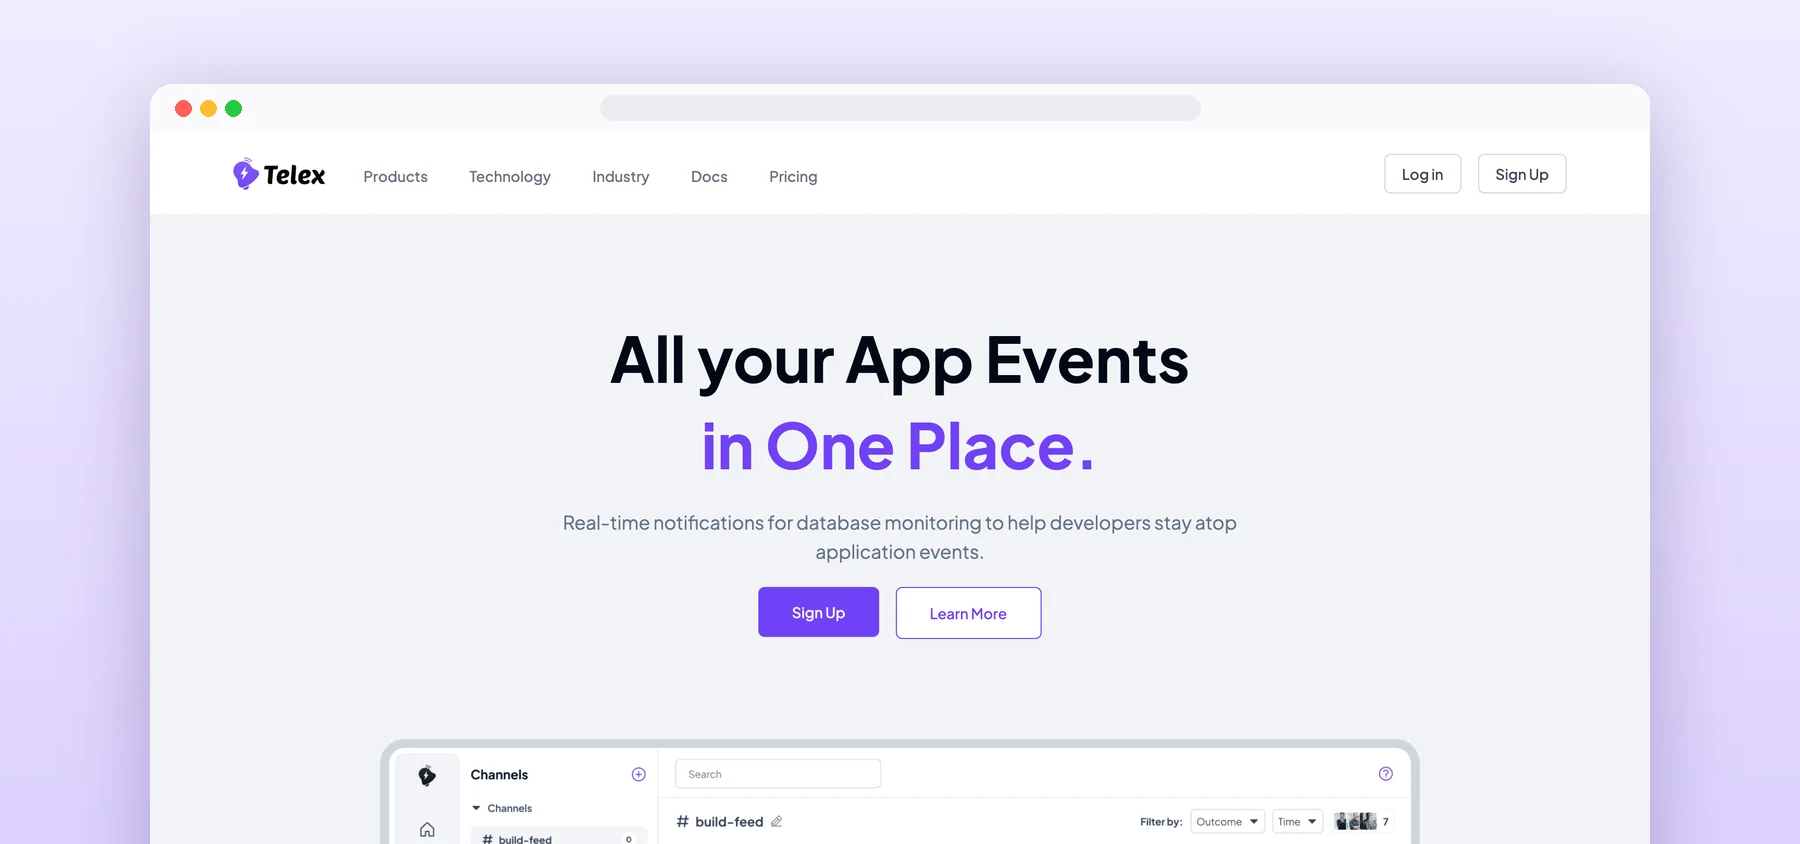 Telex
Products
Technology
Industry
Docs
Pricing
Log in
Sign Up
All your App Events
in One Place.
Real-time notifications for database monitoring to help developers stay atop
application events.
Sign Up
Learn More
Channels
Search
Channels
# build-feed
Filter by:
Outcome
Time
7
# build-feed
0